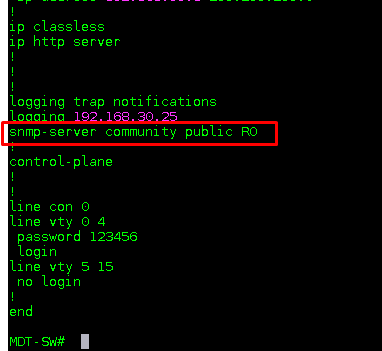 !
ip classless
ip http server
!
!
!
logging trap notifications
logging 192.168.30.25
snmp-server community public RO
!
control-plane
!
!
line con 0
line vty 0 4
password 123456
login
line vty 5 15
no login
!
end
MDT-Sw#